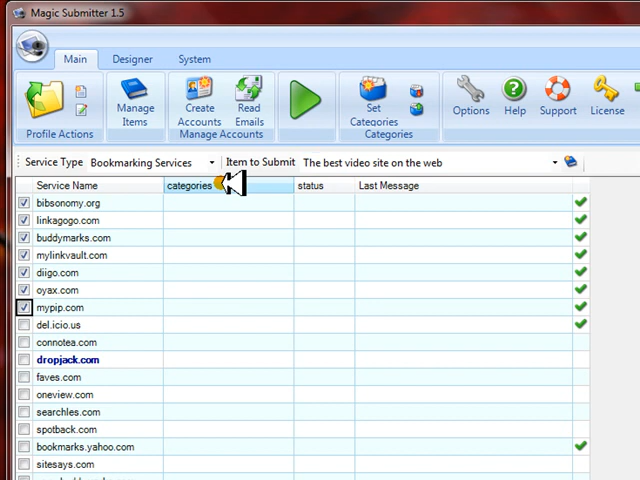 Magic Submitter 1.5
Main Designer System
Manage Items
Create Accounts
Read Emails
Set Categories
Options Help Support License
Profile Actions Manage Accounts Categories
Service Type Bookmarking Services Item to Submit The best video site on the web
Service Name categories status Last Message
bibsonomy.org
linkagogo.com
buddymarks.com
mylinkvault.com
diigo.com
oyax.com
mypip.com
del.icio.us
connotea.com
dropjack.com
faves.com
oneview.com
searchles.com
spotback.com
bookmarks.yahoo.com
sitesays.com